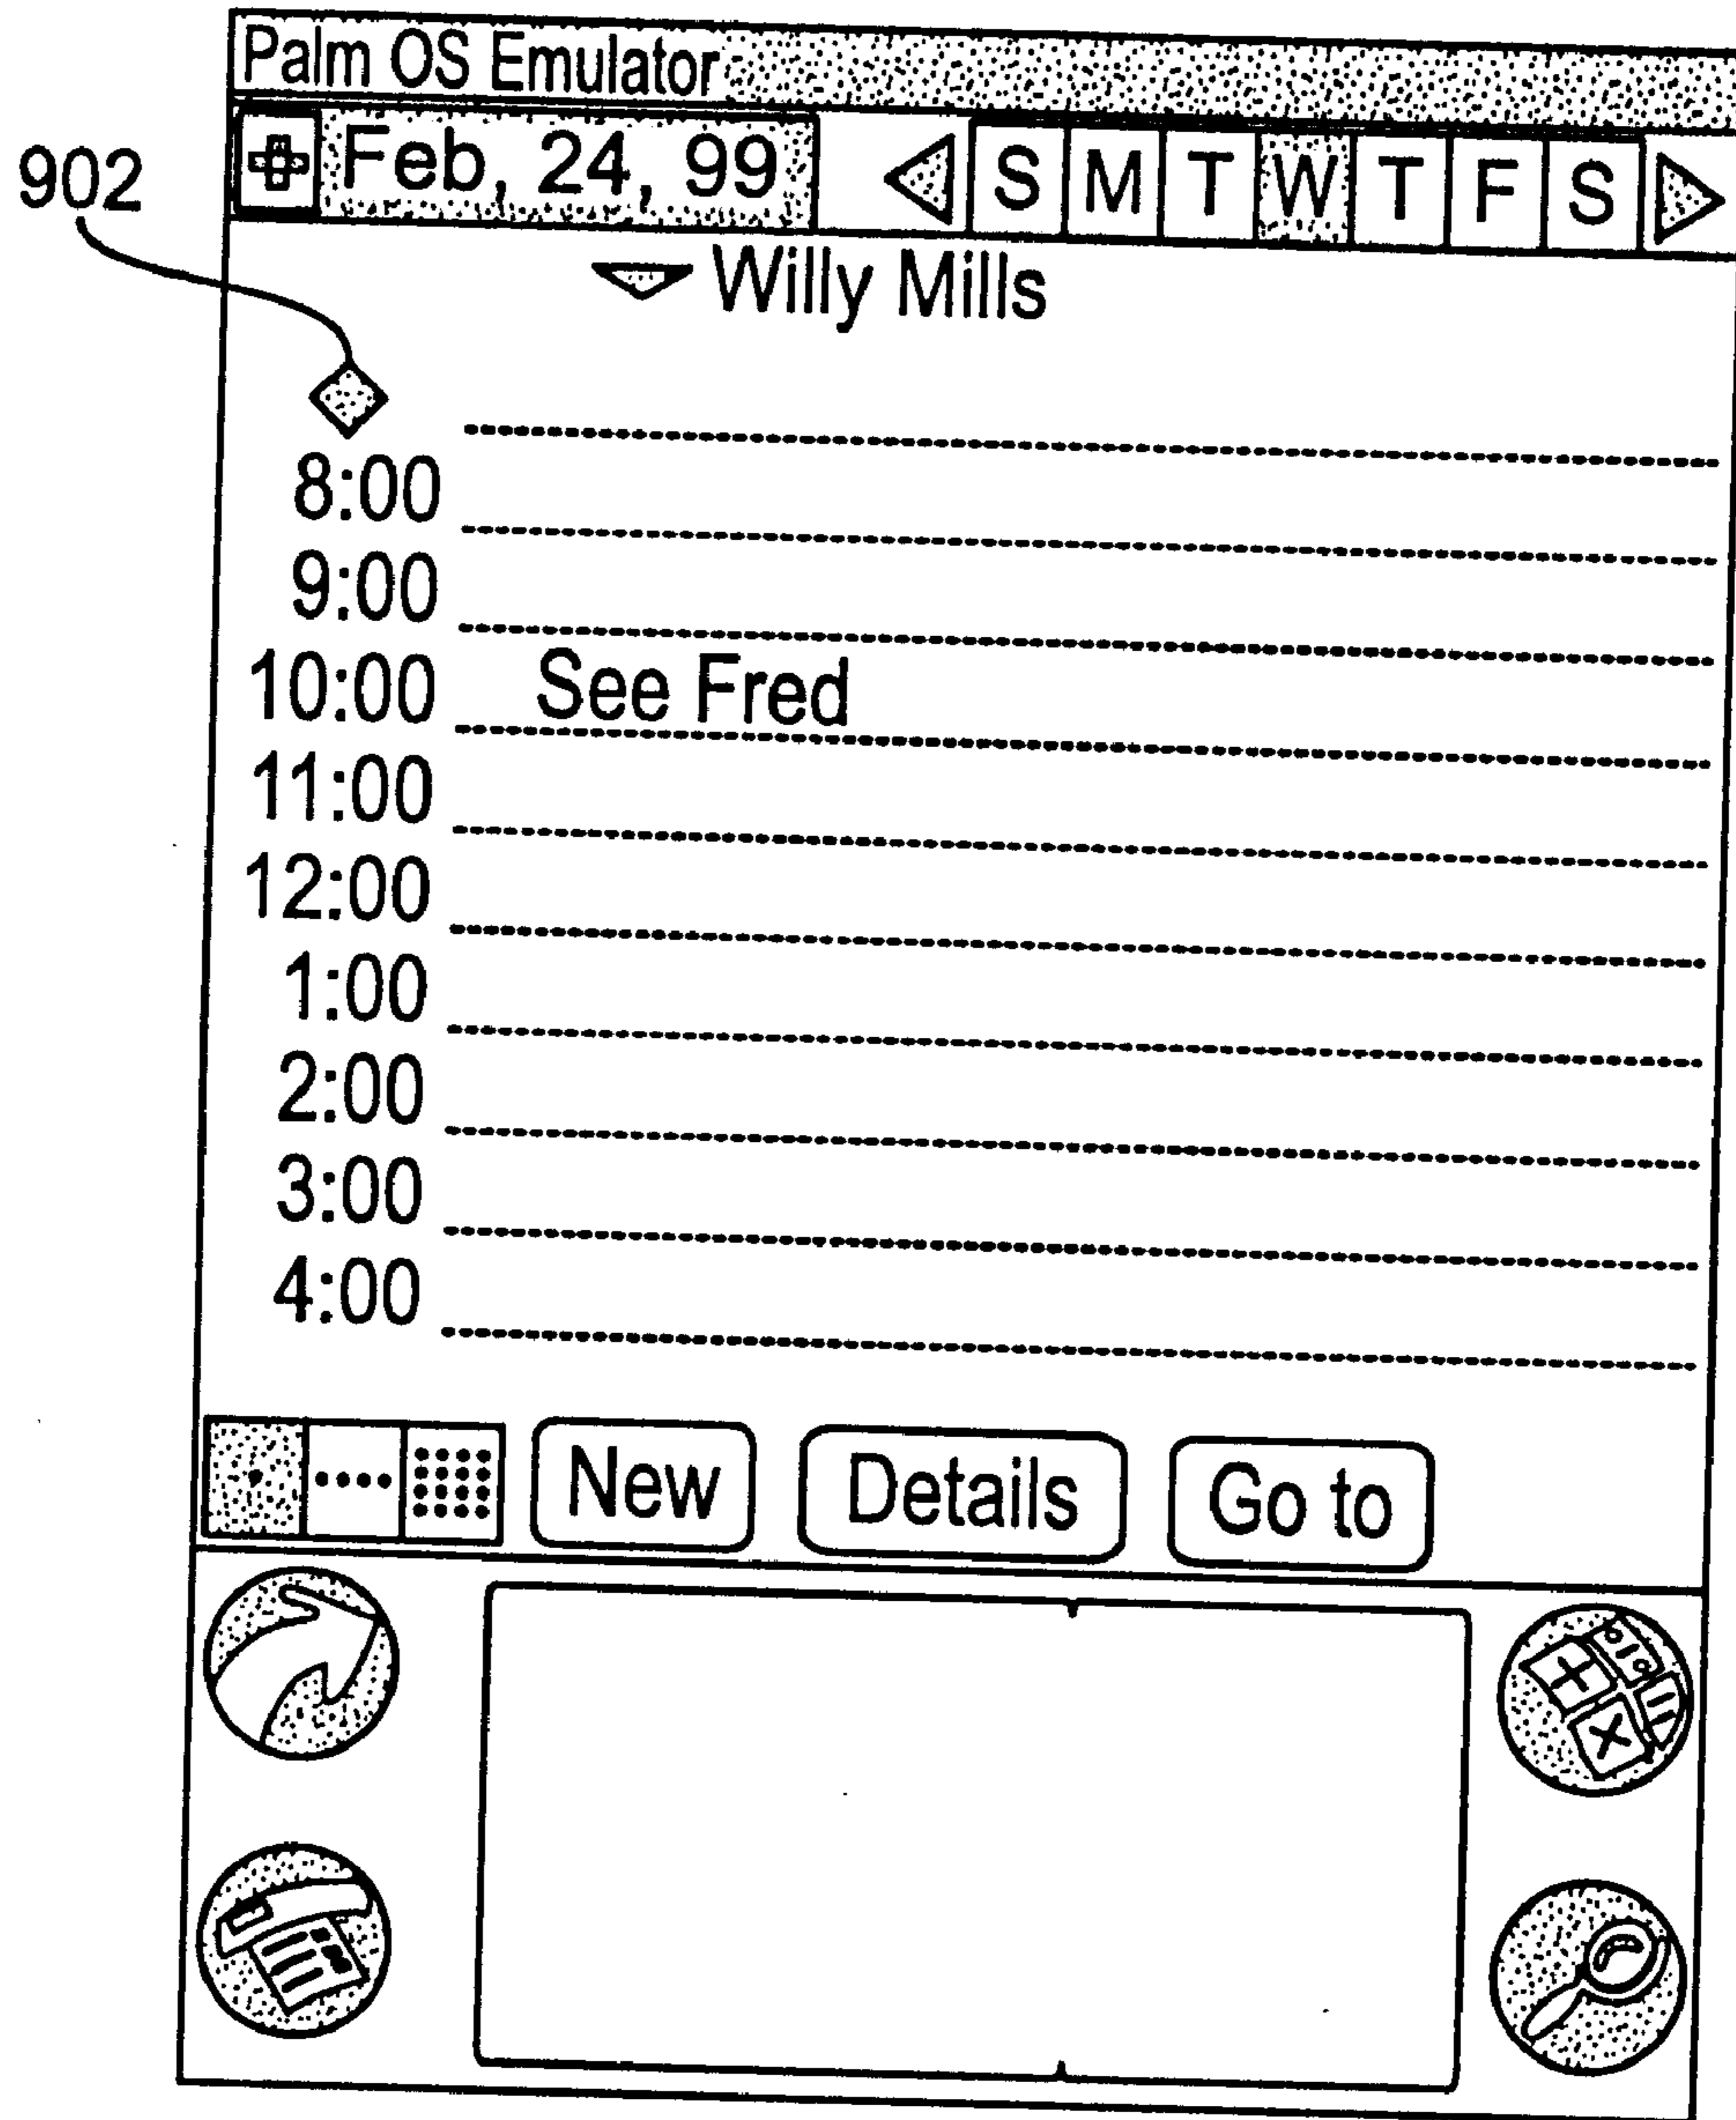 Palm OS Emulator
902
Feb, 24, 99 S M T W T F S
Willy Mills
8:00
9:00
10:00 See Fred
11:00
12:00
1:00
2:00
3:00
4:00
New Details Go to